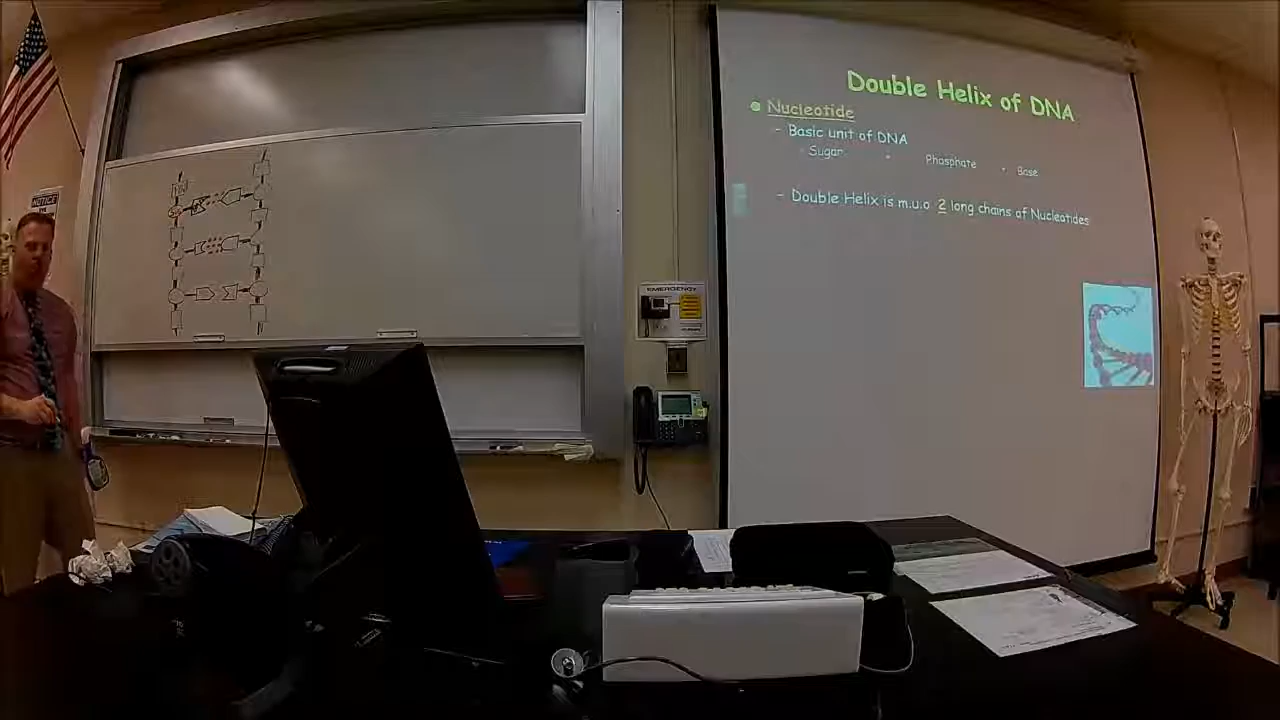 NOTICE
EMERGENCY
Double Helix of DNA
Nucleotide
- Basic unit of DNA
· Sugar · Phosphate · Base
- Double Helix is m.u.o 2 long chains of Nucleotides